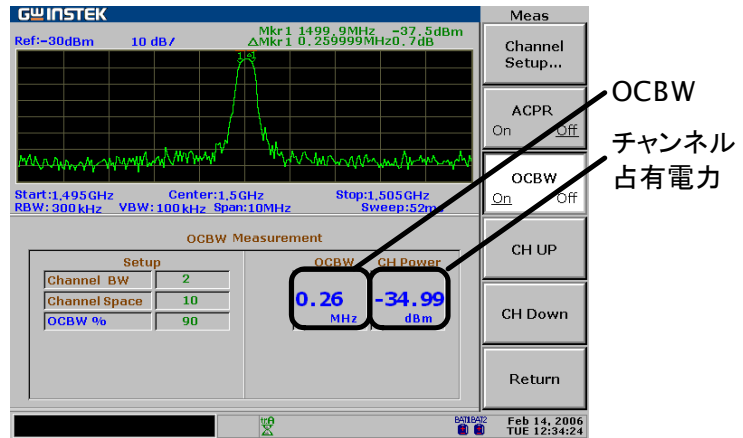 GWINSTEK
Ref:-30dBm 10 dB/
Mkr1 1499.9MHz -37.5dBm
ΔMkr1 0.259999MHz0.7dB
Start:1.495GHz Center:1.5GHz Stop:1.505GHz
RBW:300kHz VBW:100kHz Span:10MHz Sweep:52ms
OCBW Measurement
Setup
Channel BW 2
Channel Space 10
OCBW % 90
OCBW CH Power
0.26 -34.99
MHz dBm
Meas
Channel
Setup...
ACPR
On Off
OCBW
On Off
CH UP
CH Down
Return
BAT1BAT2
Feb 14, 2006
TUE 12:34:24
OCBW
チャンネル
占有電力